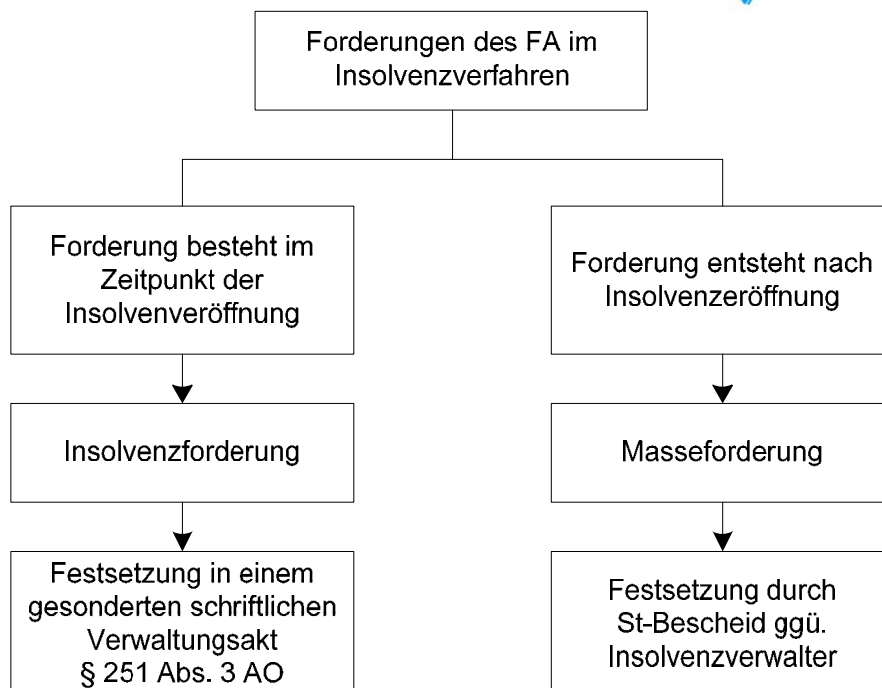 Forderungen des FA im
Insolvenzverfahren
Forderung besteht im
Zeitpunkt der
Insolvenveröffnung
Forderung entsteht nach
Insolvenzeröffnung
Insolvenzforderung
Masseforderung
Festsetzung in einem
gesonderten schriftlichen
Verwaltungsakt
§ 251 Abs. 3 AO
Festsetzung durch
St-Bescheid ggü.
Insolvenzverwalter